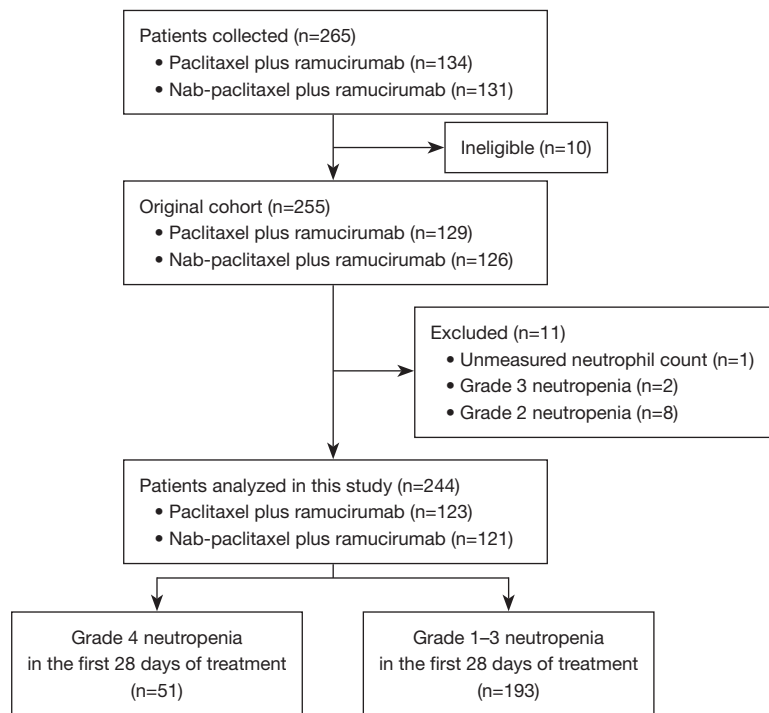 Patients collected (n=265)
• Paclitaxel plus ramucirumab (n=134)
• Nab-paclitaxel plus ramucirumab (n=131)
Ineligible (n=10)
Original cohort (n=255)
• Paclitaxel plus ramucirumab (n=129)
• Nab-paclitaxel plus ramucirumab (n=126)
Excluded (n=11)
• Unmeasured neutrophil count (n=1)
• Grade 3 neutropenia (n=2)
• Grade 2 neutropenia (n=8)
Patients analyzed in this study (n=244)
• Paclitaxel plus ramucirumab (n=123)
• Nab-paclitaxel plus ramucirumab (n=121)
Grade 4 neutropenia
in the first 28 days of treatment
(n=51)
Grade 1–3 neutropenia
in the first 28 days of treatment
(n=193)